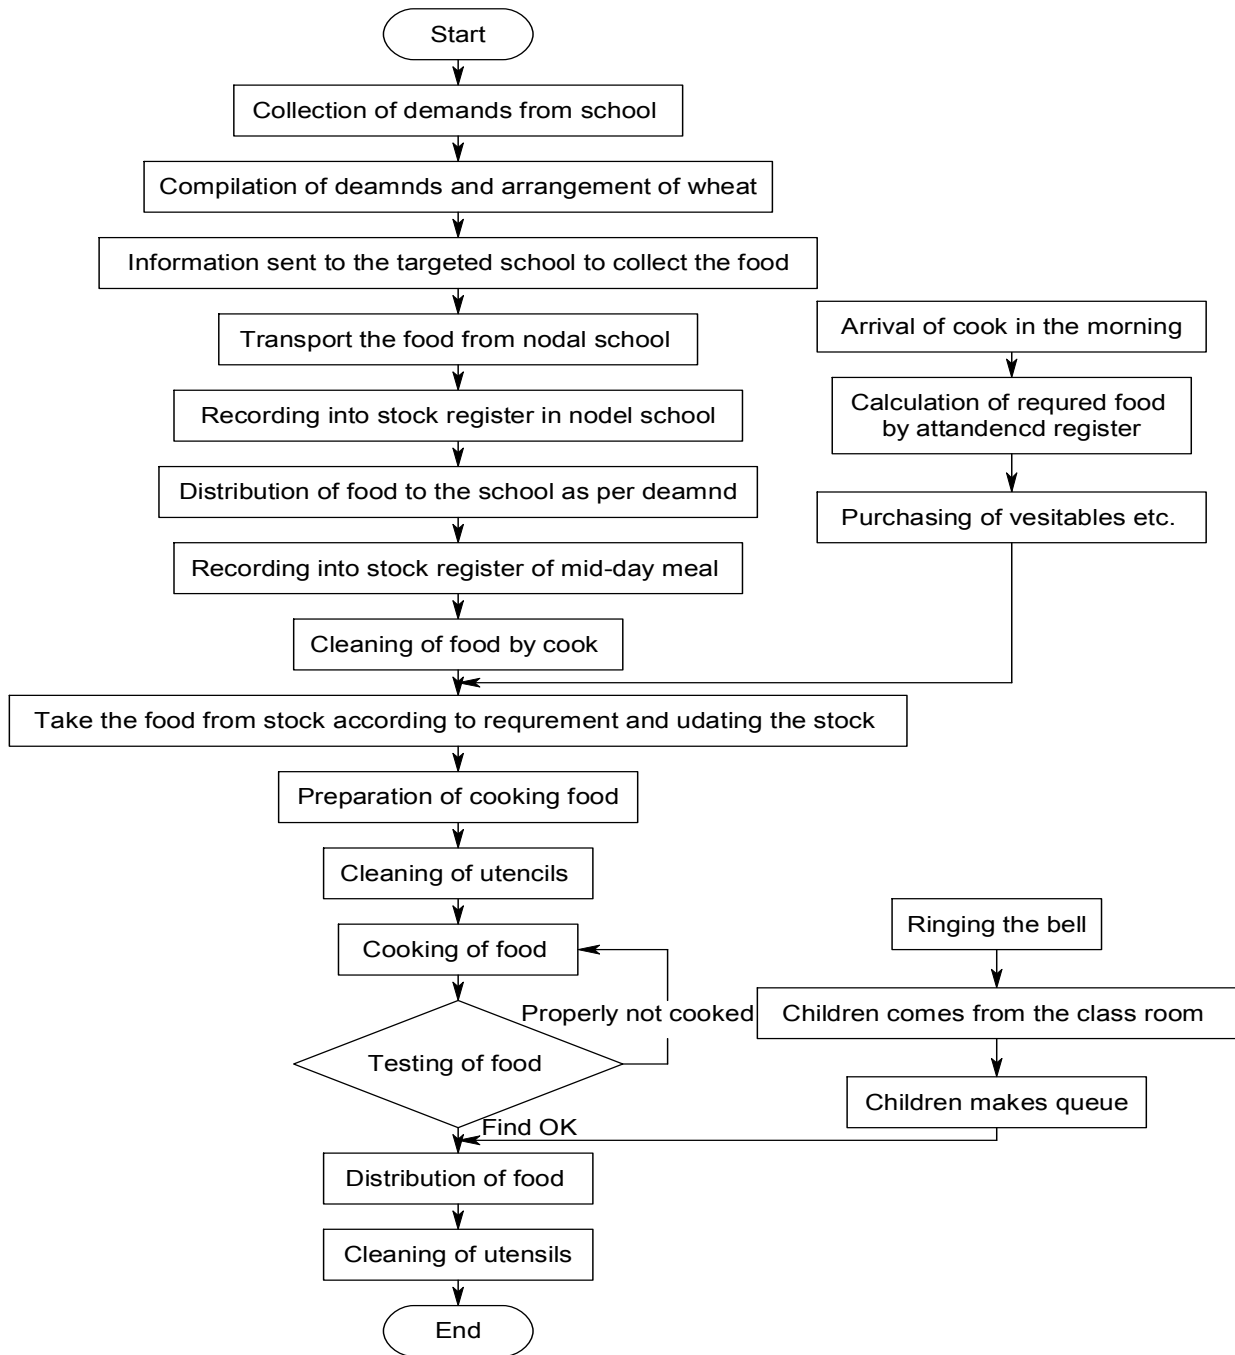 Start
Collection of demands from school
Compilation of deamnds and arrangement of wheat
Information sent to the targeted school to collect the food
Transport the food from nodal school
Recording into stock register in nodel school
Distribution of food to the school as per deamnd
Recording into stock register of mid-day meal
Cleaning of food by cook
Arrival of cook in the morning
Calculation of requred food
by attandencd register
Purchasing of vesitables etc.
Take the food from stock according to requrement and udating the stock
Preparation of cooking food
Cleaning of utencils
Cooking of food
Properly not cooked
Testing of food
Find OK
Ringing the bell
Children comes from the class room
Children makes queue
Distribution of food
Cleaning of utensils
End